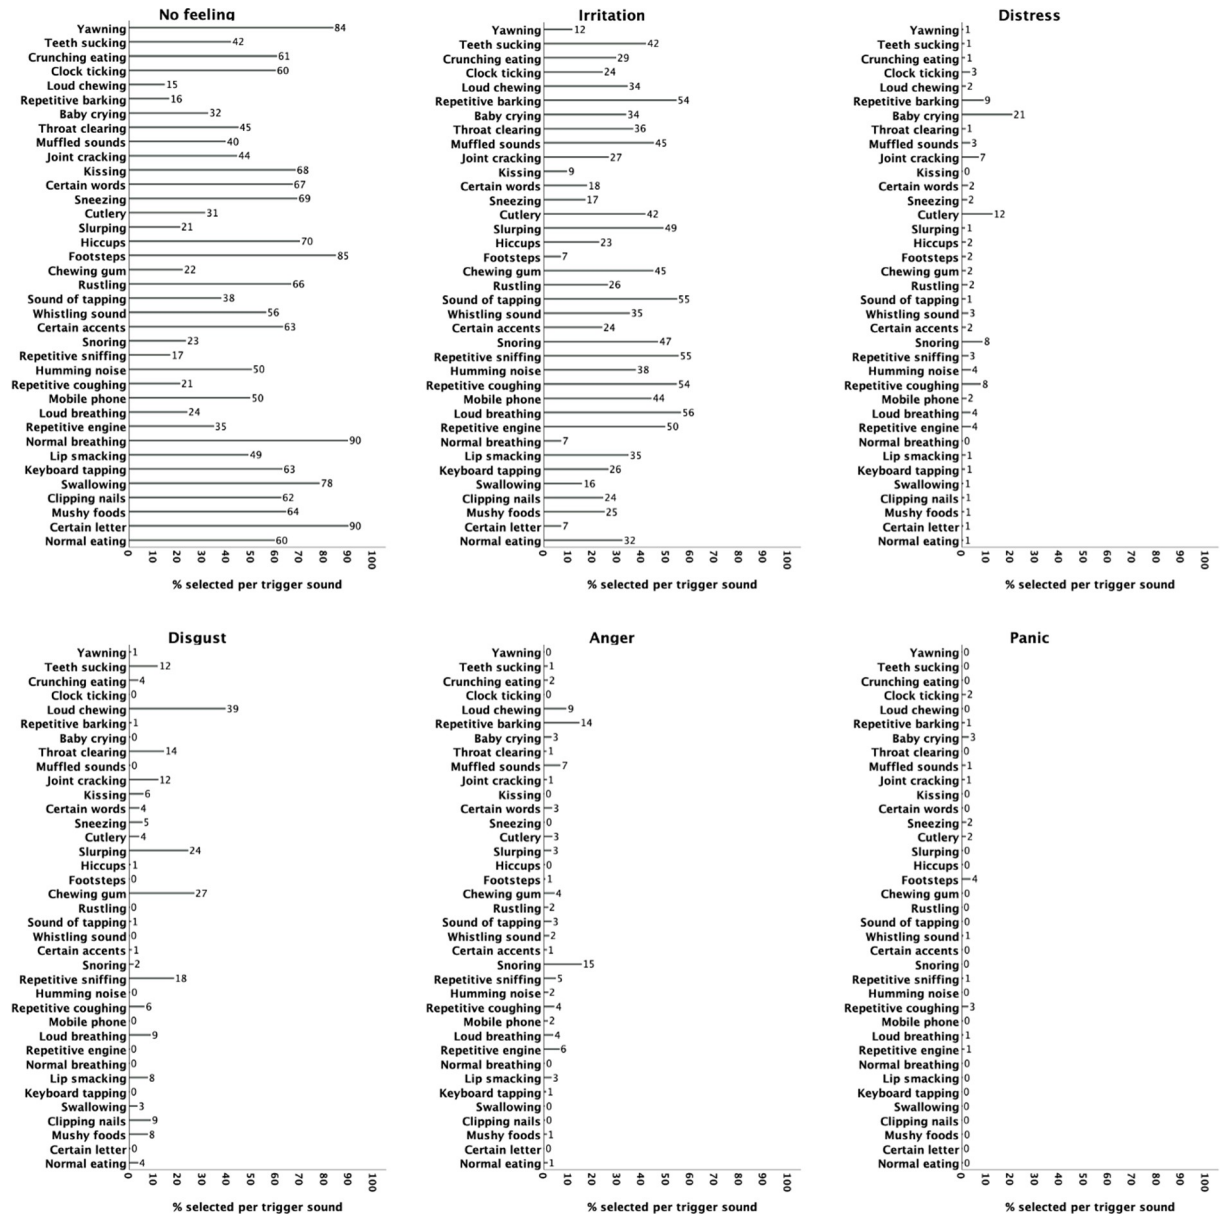 No feeling
Yawning 84
Teeth sucking 42
Crunching eating 61
Clock ticking 60
Loud chewing 15
Repetitive barking 16
Baby crying 32
Throat clearing 45
Muffled sounds 40
Joint cracking 44
Kissing 68
Certain words 67
Sneezing 69
Cutlery 31
Slurping 21
Hiccups 70
Footsteps 85
Chewing gum 22
Rustling 66
Sound of tapping 38
Whistling sound 56
Certain accents 63
Snoring 23
Repetitive sniffing 17
Humming noise 50
Repetitive coughing 21
Mobile phone 50
Loud breathing 24
Repetitive engine 35
Normal breathing 90
Lip smacking 49
Keyboard tapping 63
Swallowing 78
Clipping nails 62
Mushy foods 64
Certain letter 90
Normal eating 60
0 10 20 30 40 50 60 70 80 90 100
% selected per trigger sound
Irritation
Yawning 12
Teeth sucking 42
Crunching eating 29
Clock ticking 24
Loud chewing 34
Repetitive barking 54
Baby crying 34
Throat clearing 36
Muffled sounds 45
Joint cracking 27
Kissing 9
Certain words 18
Sneezing 17
Cutlery 42
Slurping 49
Hiccups 23
Footsteps 7
Chewing gum 45
Rustling 26
Sound of tapping 55
Whistling sound 35
Certain accents 24
Snoring 47
Repetitive sniffing 55
Humming noise 38
Repetitive coughing 54
Mobile phone 44
Loud breathing 56
Repetitive engine 50
Normal breathing 7
Lip smacking 35
Keyboard tapping 26
Swallowing 16
Clipping nails 24
Mushy foods 25
Certain letter 7
Normal eating 32
0 10 20 30 40 50 60 70 80 90 100
% selected per trigger sound
Distress
Yawning 1
Teeth sucking 1
Crunching eating 1
Clock ticking 3
Loud chewing 2
Repetitive barking 9
Baby crying 21
Throat clearing 1
Muffled sounds 3
Joint cracking 7
Kissing 0
Certain words 2
Sneezing 2
Cutlery 12
Slurping 1
Hiccups 2
Footsteps 2
Chewing gum 2
Rustling 2
Sound of tapping 1
Whistling sound 3
Certain accents 2
Snoring 8
Repetitive sniffing 3
Humming noise 4
Repetitive coughing 8
Mobile phone 2
Loud breathing 4
Repetitive engine 4
Normal breathing 0
Lip smacking 1
Keyboard tapping 1
Swallowing 1
Clipping nails 1
Mushy foods 1
Certain letter 1
Normal eating 1
0 10 20 30 40 50 60 70 80 90 100
% selected per trigger sound
Disgust
Yawning 1
Teeth sucking 12
Crunching eating 4
Clock ticking 0
Loud chewing 39
Repetitive barking 1
Baby crying 0
Throat clearing 14
Muffled sounds 0
Joint cracking 12
Kissing 6
Certain words 4
Sneezing 5
Cutlery 4
Slurping 24
Hiccups 1
Footsteps 0
Chewing gum 27
Rustling 0
Sound of tapping 1
Whistling sound 0
Certain accents 1
Snoring 2
Repetitive sniffing 18
Humming noise 0
Repetitive coughing 6
Mobile phone 0
Loud breathing 9
Repetitive engine 0
Normal breathing 0
Lip smacking 8
Keyboard tapping 0
Swallowing 3
Clipping nails 9
Mushy foods 8
Certain letter 0
Normal eating 4
0 10 20 30 40 50 60 70 80 90 100
% selected per trigger sound
Anger
Yawning 0
Teeth sucking 1
Crunching eating 2
Clock ticking 0
Loud chewing 9
Repetitive barking 14
Baby crying 3
Throat clearing 1
Muffled sounds 7
Joint cracking 1
Kissing 0
Certain words 3
Sneezing 0
Cutlery 3
Slurping 3
Hiccups 0
Footsteps 1
Chewing gum 4
Rustling 2
Sound of tapping 3
Whistling sound 2
Certain accents 1
Snoring 15
Repetitive sniffing 5
Humming noise 2
Repetitive coughing 4
Mobile phone 2
Loud breathing 4
Repetitive engine 6
Normal breathing 0
Lip smacking 3
Keyboard tapping 1
Swallowing 0
Clipping nails 0
Mushy foods 1
Certain letter 0
Normal eating 1
0 10 20 30 40 50 60 70 80 90 100
% selected per trigger sound
Panic
Yawning 0
Teeth sucking 0
Crunching eating 0
Clock ticking 2
Loud chewing 0
Repetitive barking 1
Baby crying 3
Throat clearing 0
Muffled sounds 1
Joint cracking 1
Kissing 0
Certain words 0
Sneezing 2
Cutlery 2
Slurping 0
Hiccups 0
Footsteps 4
Chewing gum 0
Rustling 0
Sound of tapping 0
Whistling sound 1
Certain accents 0
Snoring 0
Repetitive sniffing 1
Humming noise 0
Repetitive coughing 3
Mobile phone 0
Loud breathing 1
Repetitive engine 1
Normal breathing 0
Lip smacking 0
Keyboard tapping 0
Swallowing 0
Clipping nails 0
Mushy foods 0
Certain letter 0
Normal eating 0
0 10 20 30 40 50 60 70 80 90 100
% selected per trigger sound